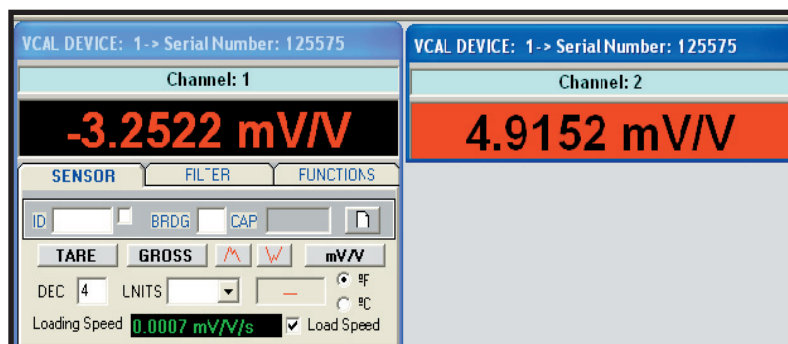 VCAL DEVICE: 1-> Serial Number: 125575
Channel: 1
-3.2522 mV/V
SENSOR FILTER FUNCTIONS
ID BRDG CAP
TARE GROSS mV/V
DEC 4 LNITS ºF
ºC
Loading Speed 0.0007 mV/V/s Load Speed
VCAL DEVICE: 1-> Serial Number: 125575
Channel: 2
4.9152 mV/V